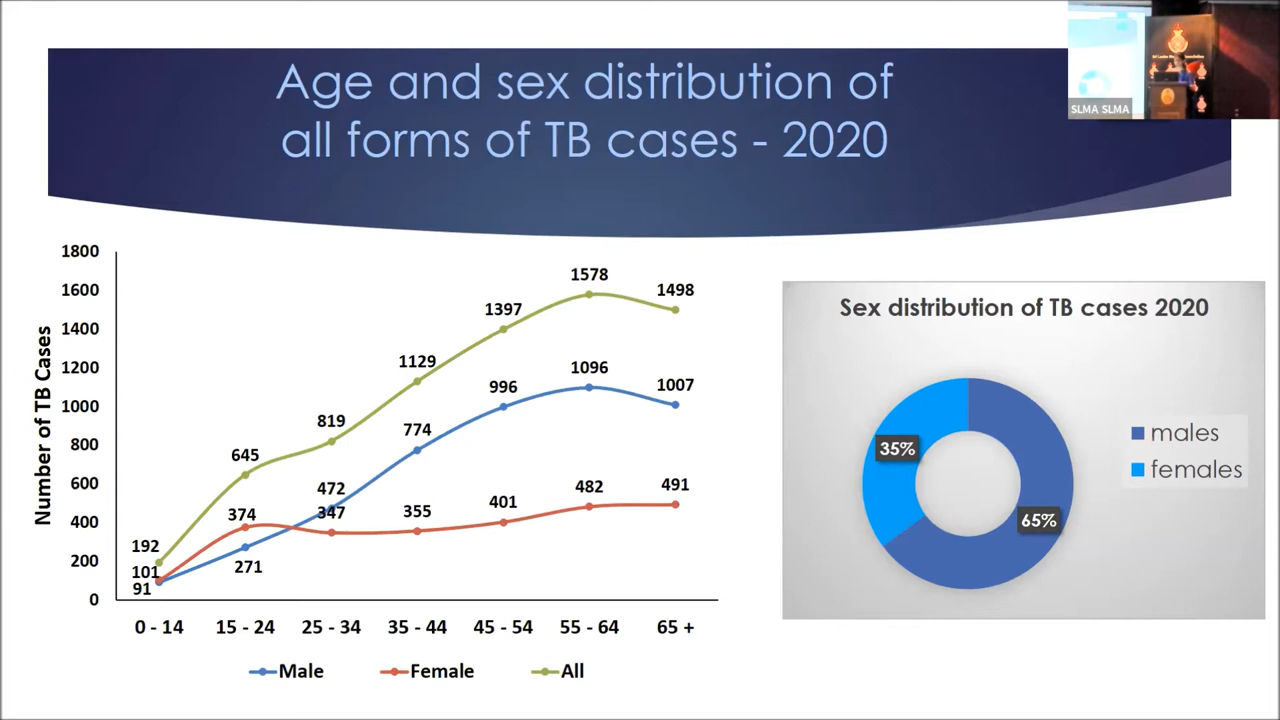 Age and sex distribution of
all forms of TB cases - 2020
SLMA SLMA
Number of TB Cases
1800
1600
1400
1200
1000
800
600
400
200
0
192
101
91
645
374
271
819
472
347
1129
774
355
1397
996
401
1578
1096
482
1498
1007
491
0 - 14
15 - 24
25 - 34
35 - 44
45 - 54
55 - 64
65 +
Male
Female
All
Sex distribution of TB cases 2020
35%
65%
males
females